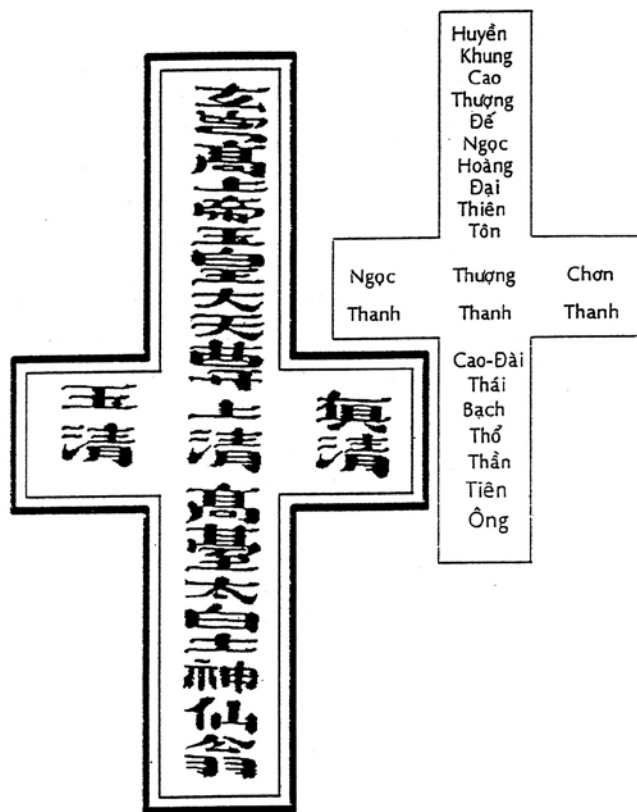 玄穹高上帝玉皇大天尊
玉清
上清
眞清
高臺太白土神仙翁
Huyền
Khung
Cao
Thượng
Đế
Ngọc
Hoàng
Đại
Thiên
Tôn
Ngọc Thượng Chơn
Thanh Thanh Thanh
Cao-Đài
Thái
Bạch
Thổ
Thần
Tiên
Ông